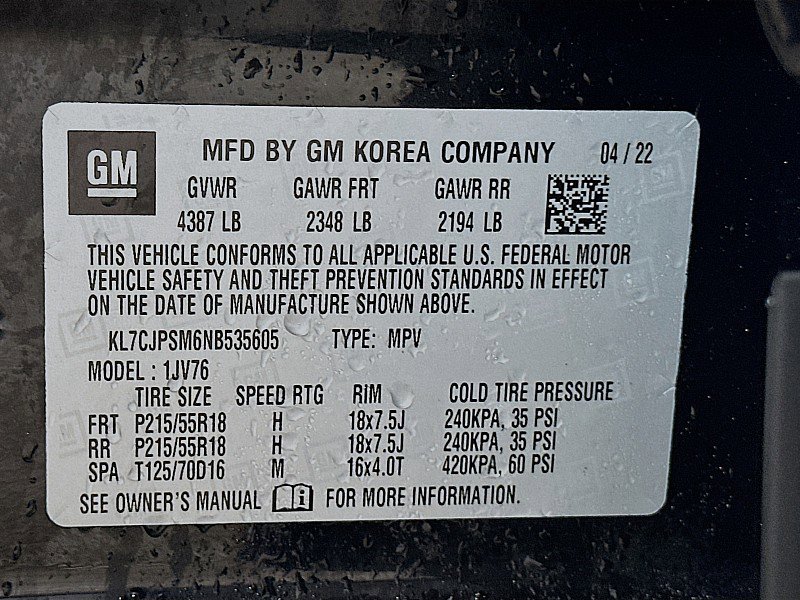 GM MFD BY GM KOREA COMPANY 04 / 22
GVWR GAWR FRT GAWR RR
4387 LB 2348 LB 2194 LB
THIS VEHICLE CONFORMS TO ALL APPLICABLE U.S. FEDERAL MOTOR
VEHICLE SAFETY AND THEFT PREVENTION STANDARDS IN EFFECT
ON THE DATE OF MANUFACTURE SHOWN ABOVE.
KL7CJPSM6NB535605 TYPE: MPV
MODEL : 1JV76
TIRE SIZE SPEED RTG RIM COLD TIRE PRESSURE
FRT P215/55R18 H 18x7.5J 240KPA, 35 PSI
RR P215/55R18 H 18x7.5J 240KPA, 35 PSI
SPA T125/70D16 M 16x4.0T 420KPA, 60 PSI
SEE OWNER'S MANUAL i FOR MORE INFORMATION.